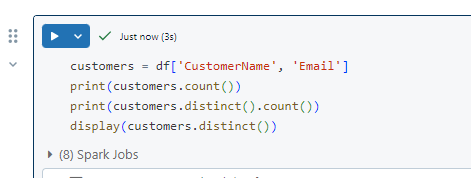 Just now (3s)
customers = df['CustomerName', 'Email']
print(customers.count())
print(customers.distinct().count())
display(customers.distinct())
(8) Spark Jobs